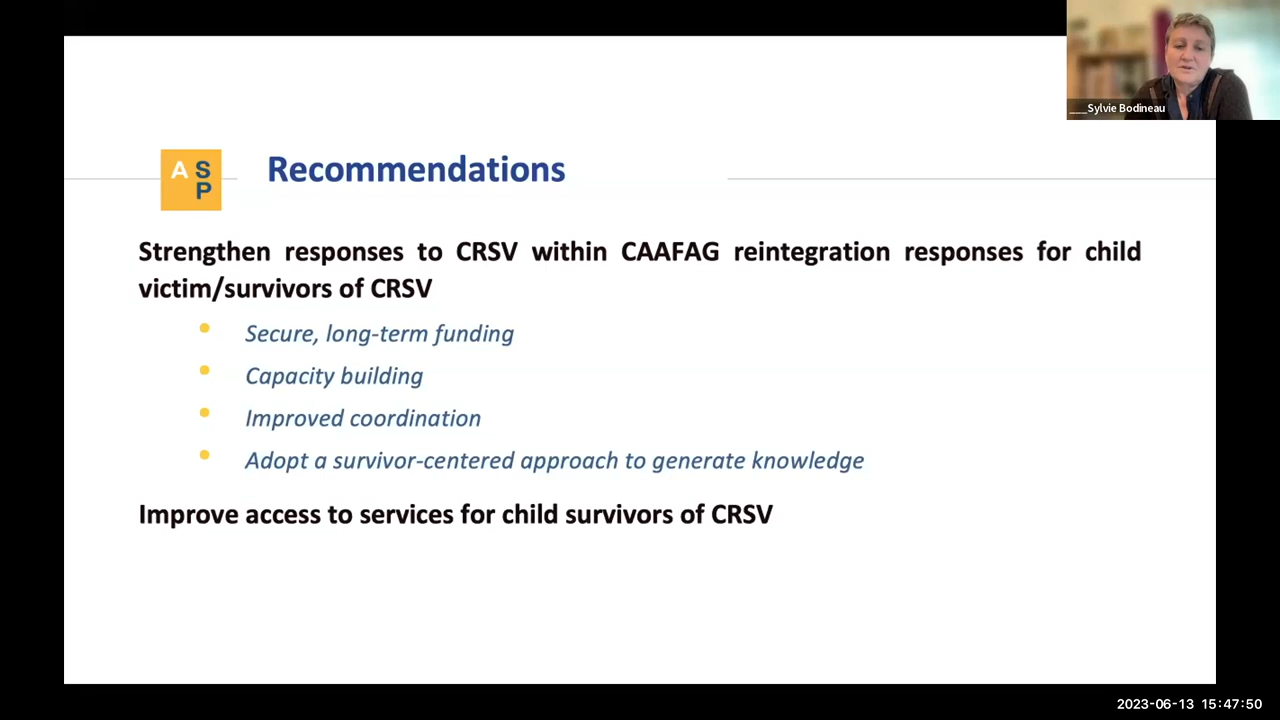 ___Sylvie Bodineau
A S
P
Recommendations
Strengthen responses to CRSV within CAAFAG reintegration responses for child
victim/survivors of CRSV
• Secure, long-term funding
• Capacity building
• Improved coordination
• Adopt a survivor-centered approach to generate knowledge
Improve access to services for child survivors of CRSV
2023-06-13 15:47:50